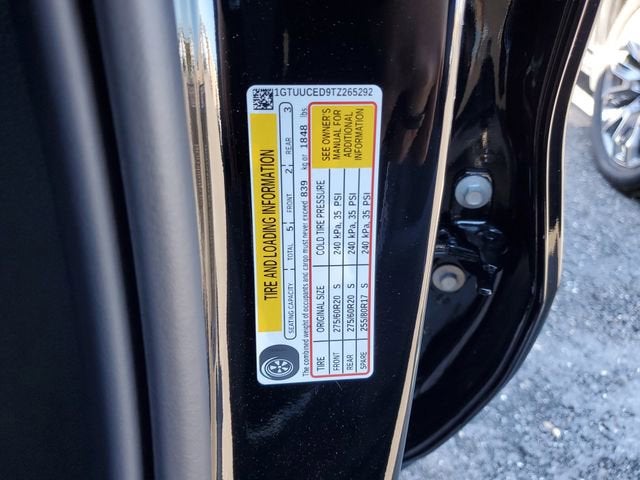 1GTUUCED9TZ265292
TIRE AND LOADING INFORMATION
SEATING CAPACITY TOTAL 5 FRONT 2 REAR 3
The combined weight of occupants and cargo must never exceed 839 kg or 1848 lbs.
TIRE ORIGINAL SIZE COLD TIRE PRESSURE
FRONT 275/60R20 S 240 kPa, 35 PSI
REAR 275/60R20 S 240 kPa, 35 PSI
SPARE 255/80R17 S 240 kPa, 35 PSI
SEE OWNER'S
MANUAL FOR
ADDITIONAL
INFORMATION